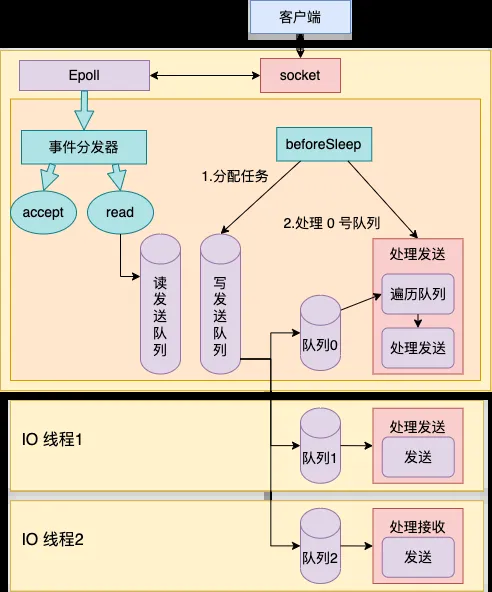 客户端
Epoll
socket
事件分发器
beforeSleep
1.分配任务
accept
read
2.处理 0 号队列
读发送队列
写发送队列
队列0
处理发送
遍历队列
处理发送
IO 线程1
队列1
处理发送
发送
IO 线程2
队列2
处理接收
发送